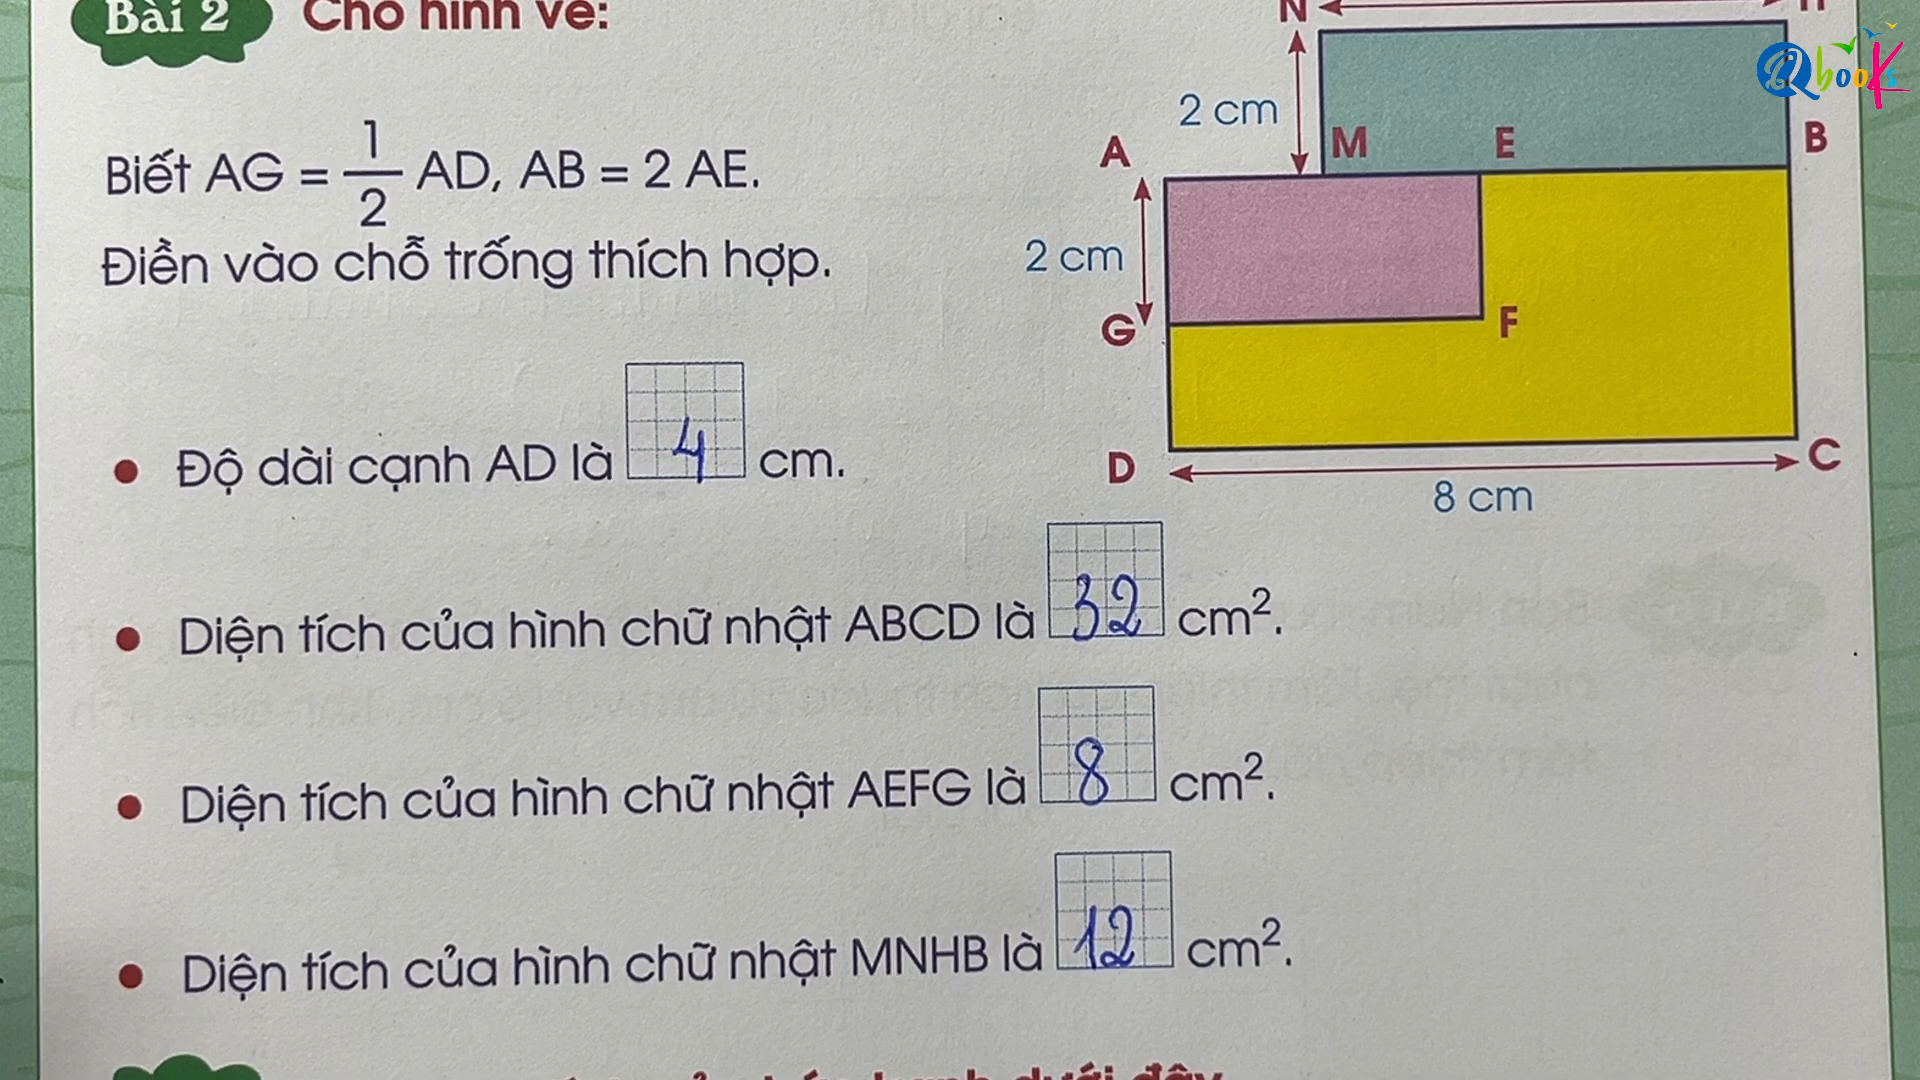 Bài 2 Cho hình vẽ:
N H
Qbooks
2 cm
A M E B
Biết AG = 1/2 AD, AB = 2 AE.
2 cm
Điền vào chỗ trống thích hợp.
G F
• Độ dài cạnh AD là 4 cm.
D C
8 cm
• Diện tích của hình chữ nhật ABCD là 32 cm².
• Diện tích của hình chữ nhật AEFG là 8 cm².
• Diện tích của hình chữ nhật MNHB là 12 cm².
dưới đây